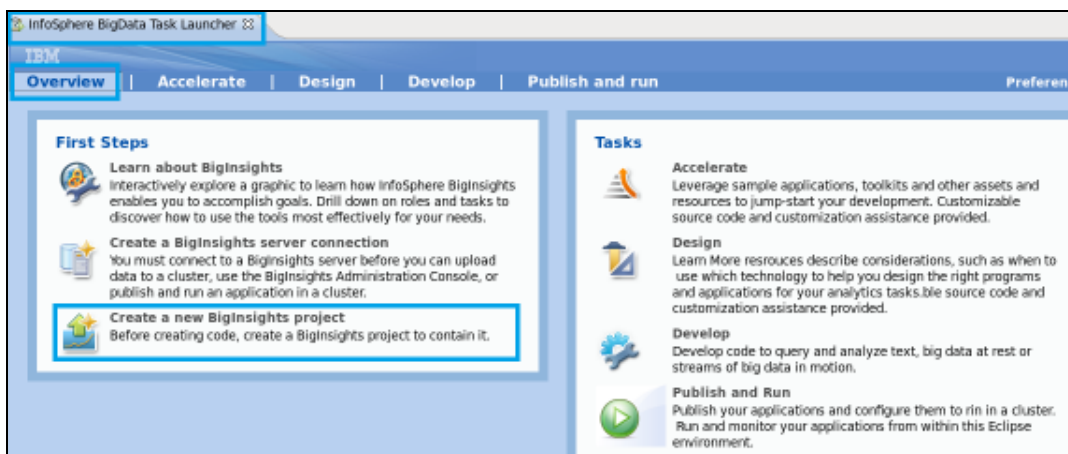 InfoSphere BigData Task Launcher
IBM
Overview | Accelerate | Design | Develop | Publish and run Preferen
First Steps
Learn about BigInsights
Interactively explore a graphic to learn how InfoSphere BigInsights
enables you to accomplish goals. Drill down on roles and tasks to
discover how to use the tools most effectively for your needs.
Create a BigInsights server connection
You must connect to a BigInsights server before you can upload
data to a cluster, use the BigInsights Administration Console, or
publish and run an application in a cluster.
Create a new BigInsights project
Before creating code, create a BigInsights project to contain it.
Tasks
Accelerate
Leverage sample applications, toolkits and other assets and
resources to jump-start your development. Customizable
source code and customization assistance provided.
Design
Learn More resrouces describe considerations, such as when to
use which technology to help you design the right programs
and applications for your analytics tasks.ble source code and
customization assistance provided.
Develop
Develop code to query and analyze text, big data at rest or
streams of big data in motion.
Publish and Run
Publish your applications and configure them to rin in a cluster.
Run and monitor your applications from within this Eclipse
environment.